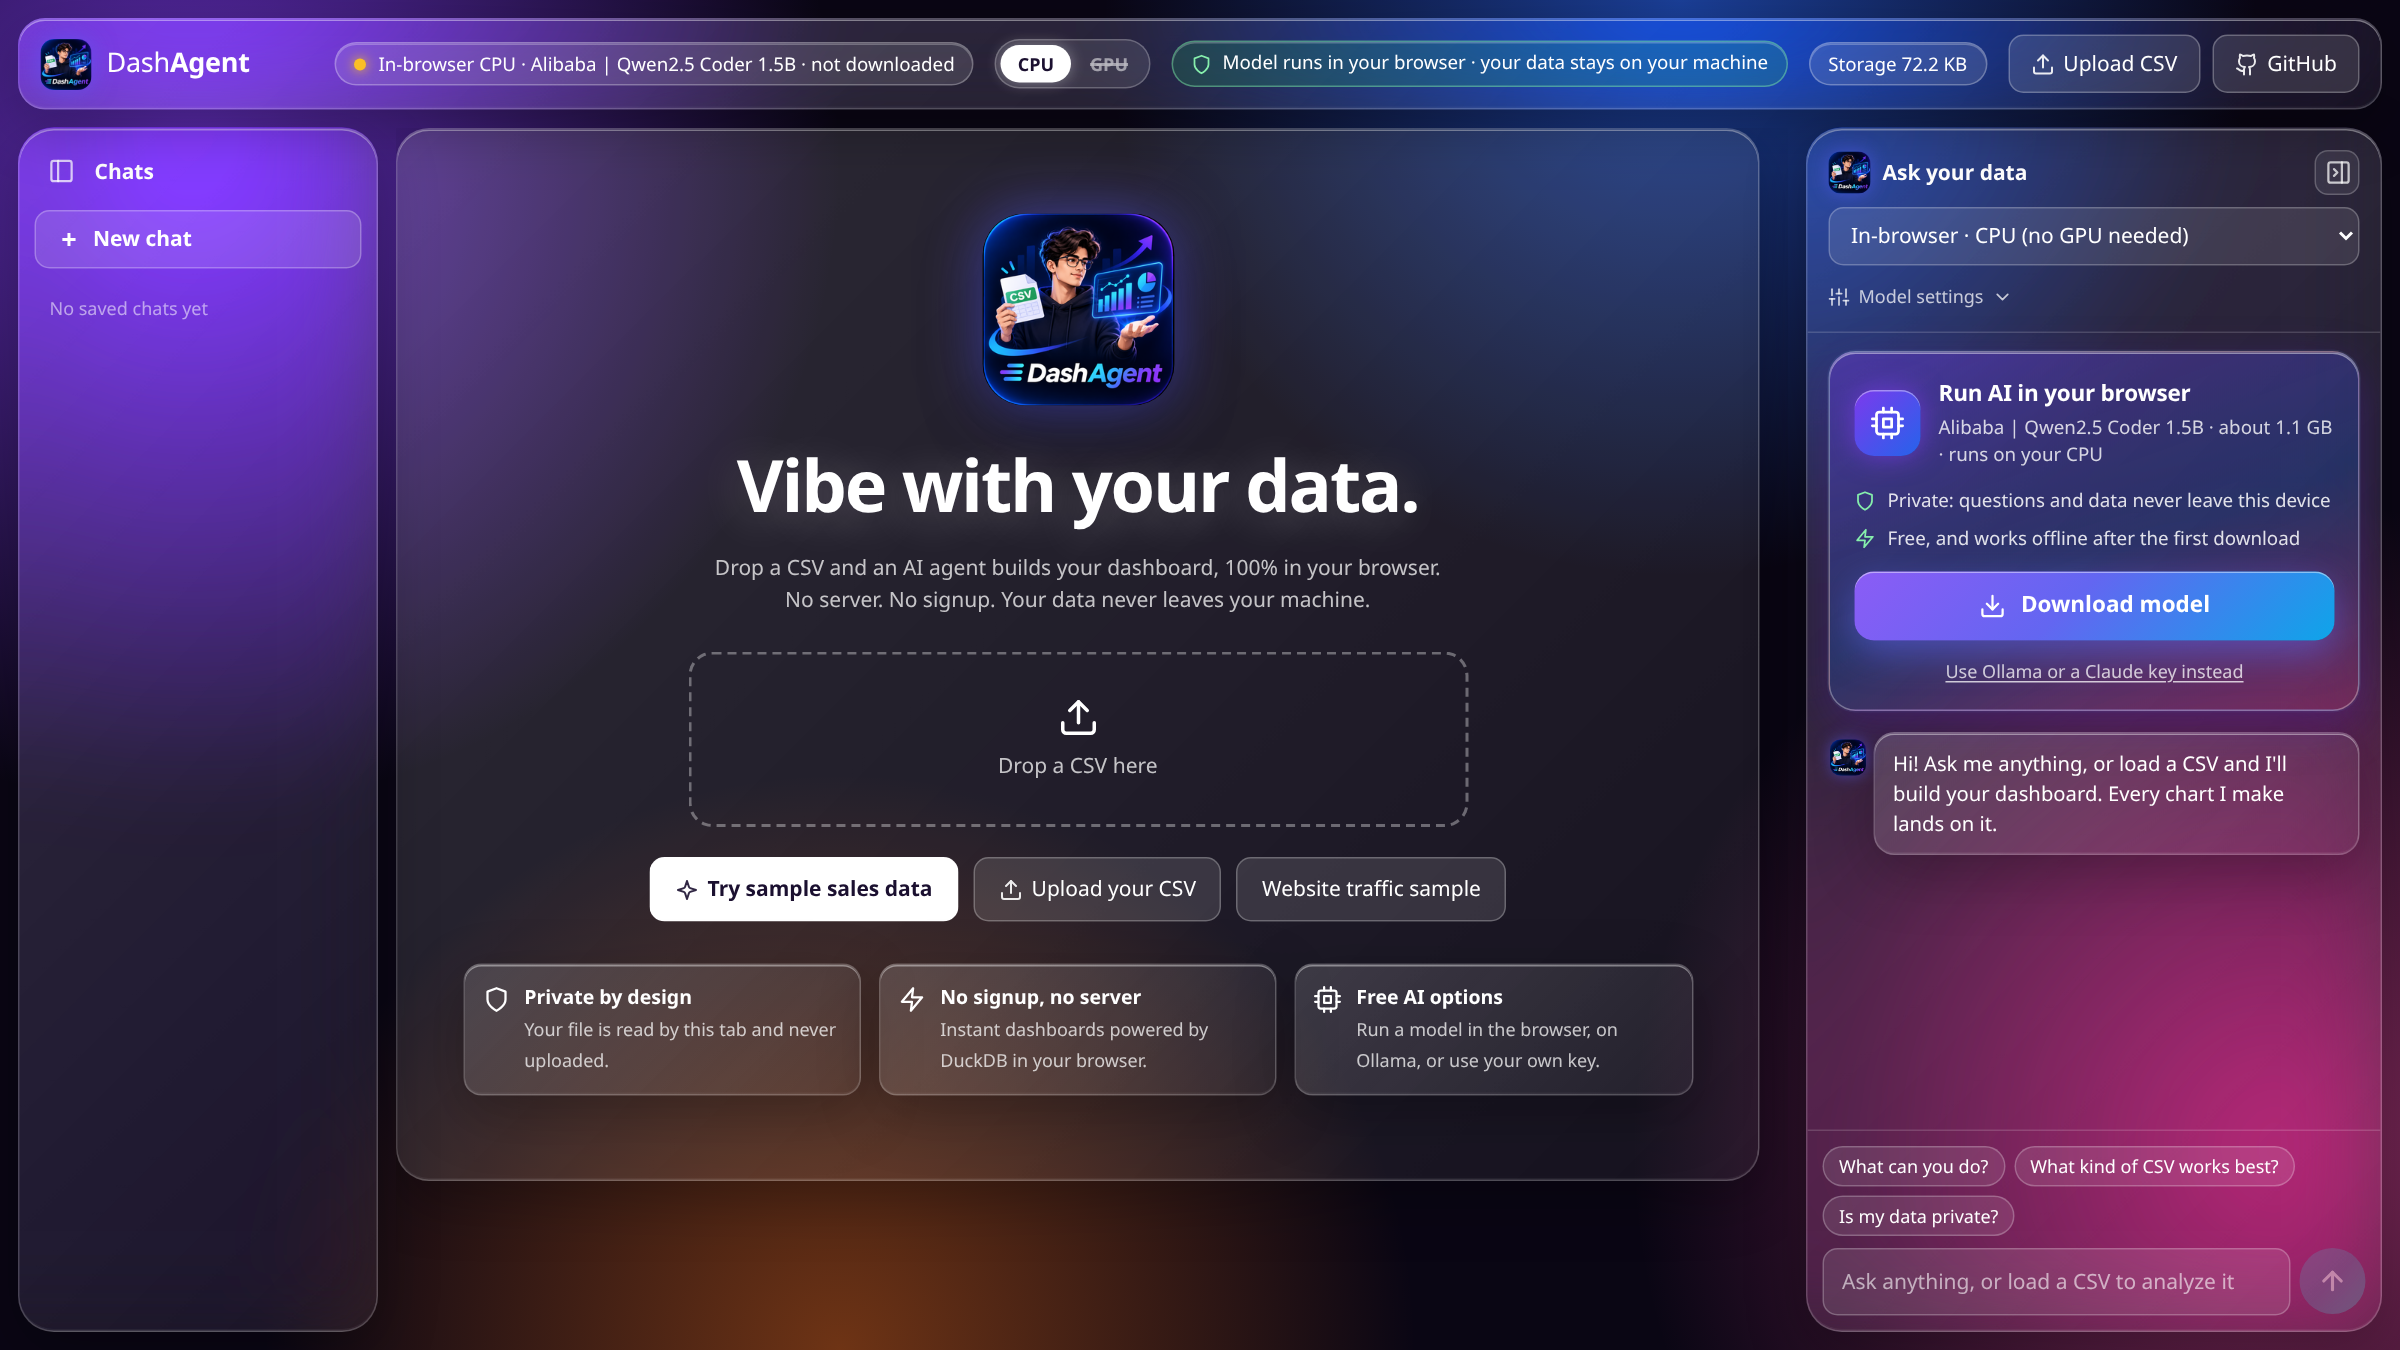 DashAgent
In-browser CPU · Alibaba | Qwen2.5 Coder 1.5B · not downloaded
CPU
GPU
Model runs in your browser · your data stays on your machine
Storage 72.2 KB
Upload CSV
GitHub
Chats
+ New chat
No saved chats yet
CSV
DashAgent
Vibe with your data.
Drop a CSV and an AI agent builds your dashboard, 100% in your browser.
No server. No signup. Your data never leaves your machine.
Drop a CSV here
Try sample sales data
Upload your CSV
Website traffic sample
Private by design
Your file is read by this tab and never
uploaded.
No signup, no server
Instant dashboards powered by
DuckDB in your browser.
Free AI options
Run a model in the browser, on
Ollama, or use your own key.
Ask your data
In-browser · CPU (no GPU needed)
Model settings
Run AI in your browser
Alibaba | Qwen2.5 Coder 1.5B · about 1.1 GB
· runs on your CPU
Private: questions and data never leave this device
Free, and works offline after the first download
Download model
Use Ollama or a Claude key instead
Hi! Ask me anything, or load a CSV and I'll
build your dashboard. Every chart I make
lands on it.
What can you do?
What kind of CSV works best?
Is my data private?
Ask anything, or load a CSV to analyze it